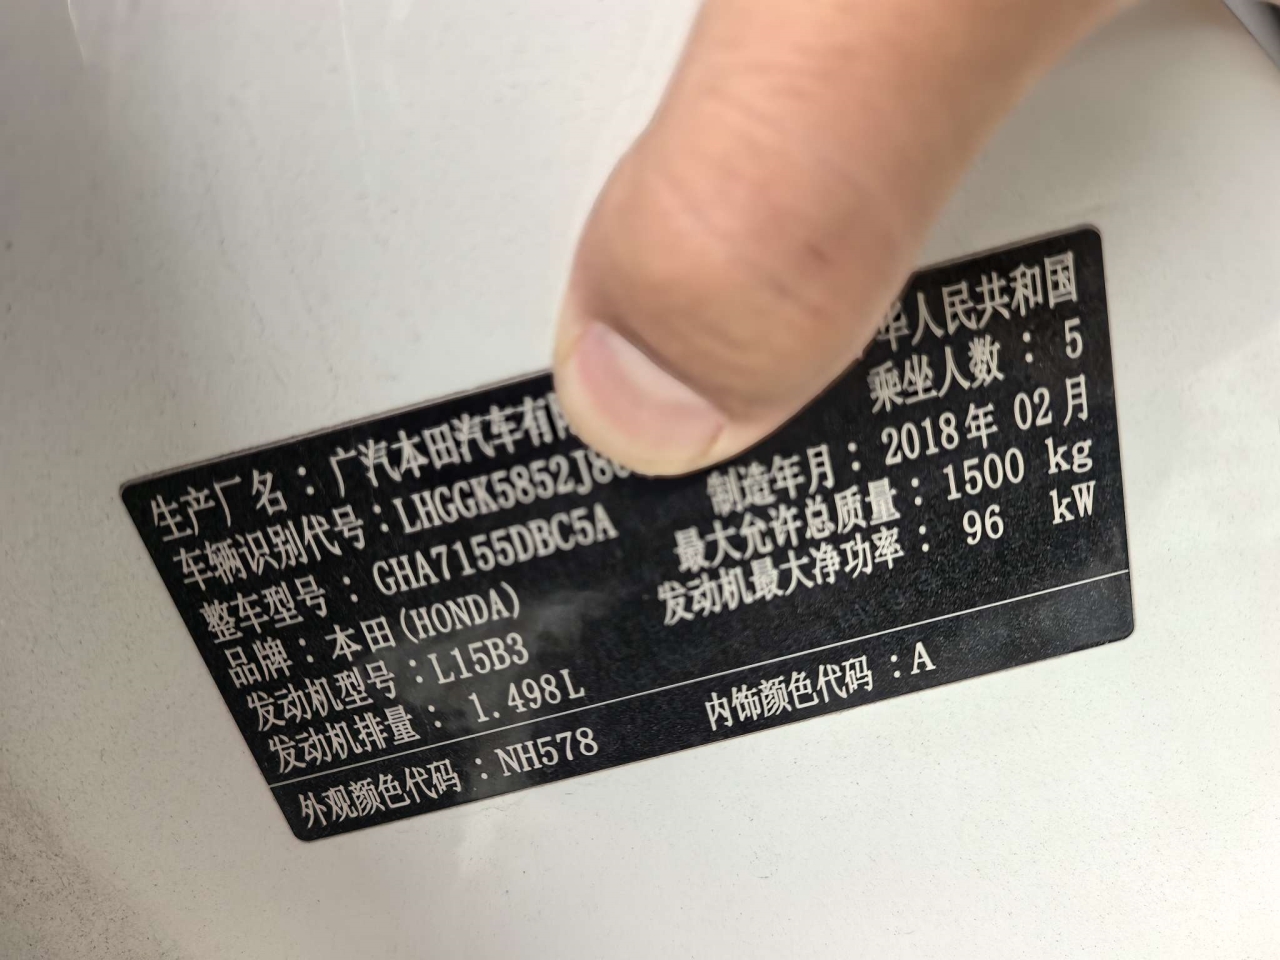 生产厂名：广汽本田汽车有 华人民共和国
车辆识别代号：LHGGK5852J8 乘坐人数：5
整车型号：GHA7155DBC5A 制造年月：2018年02月
品牌：本田(HONDA) 最大允许总质量：1500 kg
发动机型号：L15B3 发动机最大净功率：96 kW
发动机排量：1.498L
外观颜色代码：NH578 内饰颜色代码：A